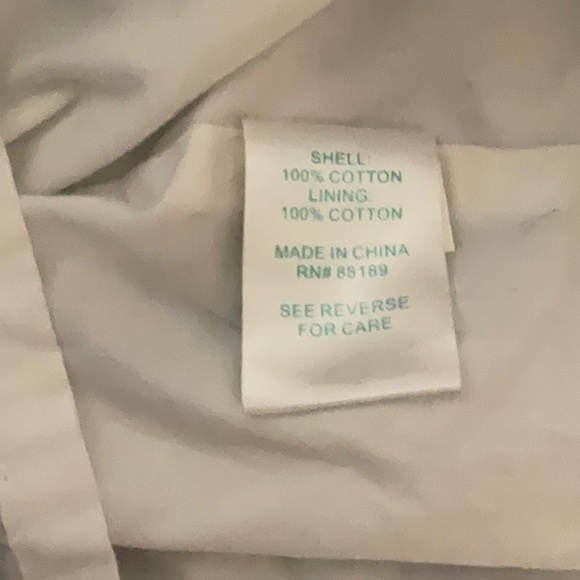 SHELL:
100% COTTON
LINING:
100% COTTON
MADE IN CHINA
RN# 88189
SEE REVERSE
FOR CARE